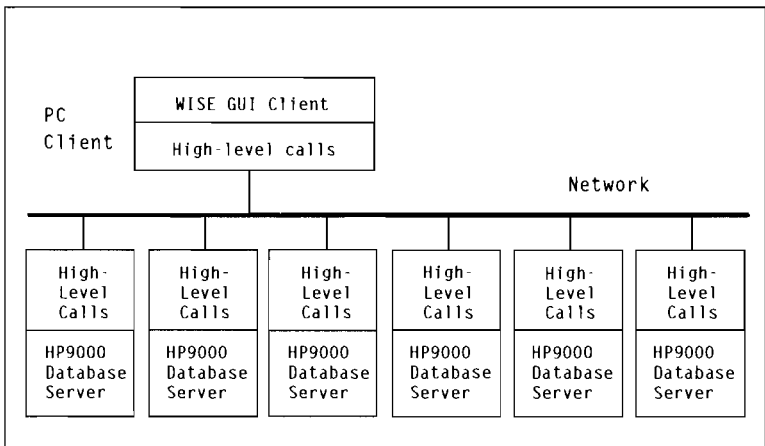 WISE GUI Client
PC
Client
High-level calls
Network
High-
Level
Calls
HP9000
Database
Server
High-
Level
Calls
HP9000
Database
Server
High-
Level
Calls
HP9000
Database
Server
High-
Level
Calls
HP9000
Database
Server
High-
Level
Calls
HP9000
Database
Server
High-
Level
Calls
HP9000
Database
Server